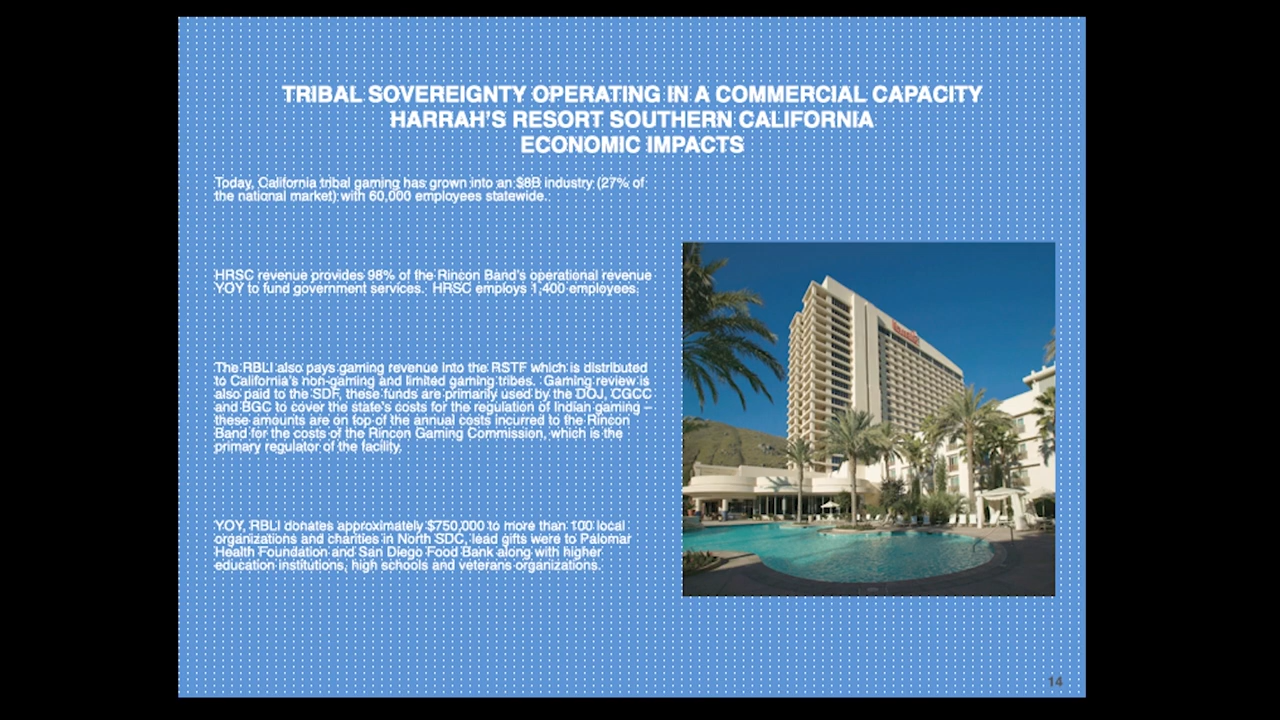 TRIBAL SOVEREIGNTY OPERATING IN A COMMERCIAL CAPACITY
HARRAH'S RESORT SOUTHERN CALIFORNIA
ECONOMIC IMPACTS
Today, California tribal gaming has grown into an $8B industry (27% of
the national market) with 60,000 employees statewide.
HRSC revenue provides 98% of the Rincon Band's operational revenue
YOY to fund government services.  HRSC employs 1,400 employees.
The RBLI also pays gaming revenue into the RSTF which is distributed
to California's non-gaming and limited gaming tribes.  Gaming review is
also paid to the SDF, these funds are primarily used by the DOJ, CGCC
and BGC to cover the state's costs for the regulation of Indian gaming –
these amounts are on top of the annual costs incurred to the Rincon
Band for the costs of the Rincon Gaming Commission, which is the
primary regulator of the facility.
YOY, RBLI donates approximately $750,000 to more than 100 local
organizations and charities in North SDC, lead gifts were to Palomar
Health Foundation and San Diego Food Bank along with higher
education institutions, high schools and veterans organizations.
Harrah's
14